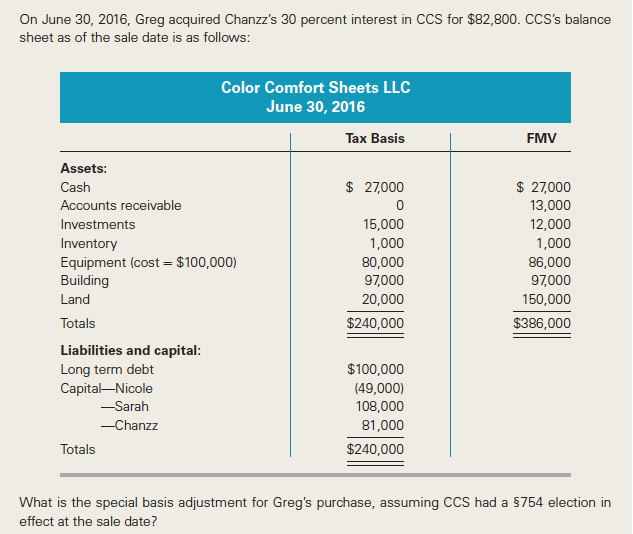 On June 30, 2016, Greg acquired Chanzz's 30 percent interest in CCS for $82,800. CCS's balance
sheet as of the sale date is as follows:
Color Comfort Sheets LLC
June 30, 2016
Tax Basis FMV
Assets:
Cash $ 27,000 $ 27,000
Accounts receivable 0 13,000
Investments 15,000 12,000
Inventory 1,000 1,000
Equipment (cost = $100,000) 80,000 86,000
Building 97,000 97,000
Land 20,000 150,000
Totals $240,000 $386,000
Liabilities and capital:
Long term debt $100,000
Capital—Nicole (49,000)
—Sarah 108,000
—Chanzz 81,000
Totals $240,000
What is the special basis adjustment for Greg's purchase, assuming CCS had a §754 election in
effect at the sale date?